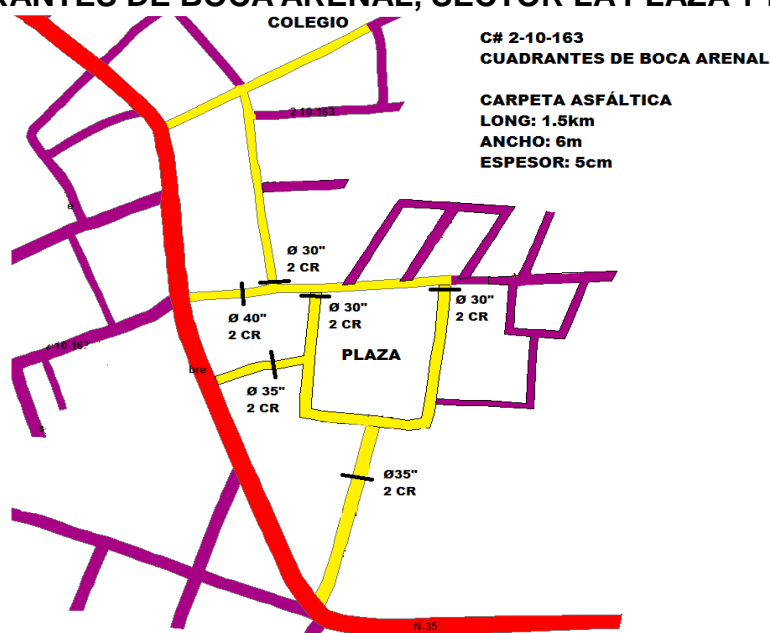 RANTES DE BOCA ARENAL, SECTOR LA PLAZA Y
COLEGIO
C# 2-10-163
CUADRANTES DE BOCA ARENAL
CARPETA ASFÁLTICA
LONG: 1.5km
ANCHO: 6m
ESPESOR: 5cm
2-10-163
e
Ø 30"
2 CR
Ø 30"
2 CR
Ø 30"
2 CR
Ø 40"
2 CR
PLAZA
bre
Ø 35"
2 CR
Ø35"
2 CR
N-35